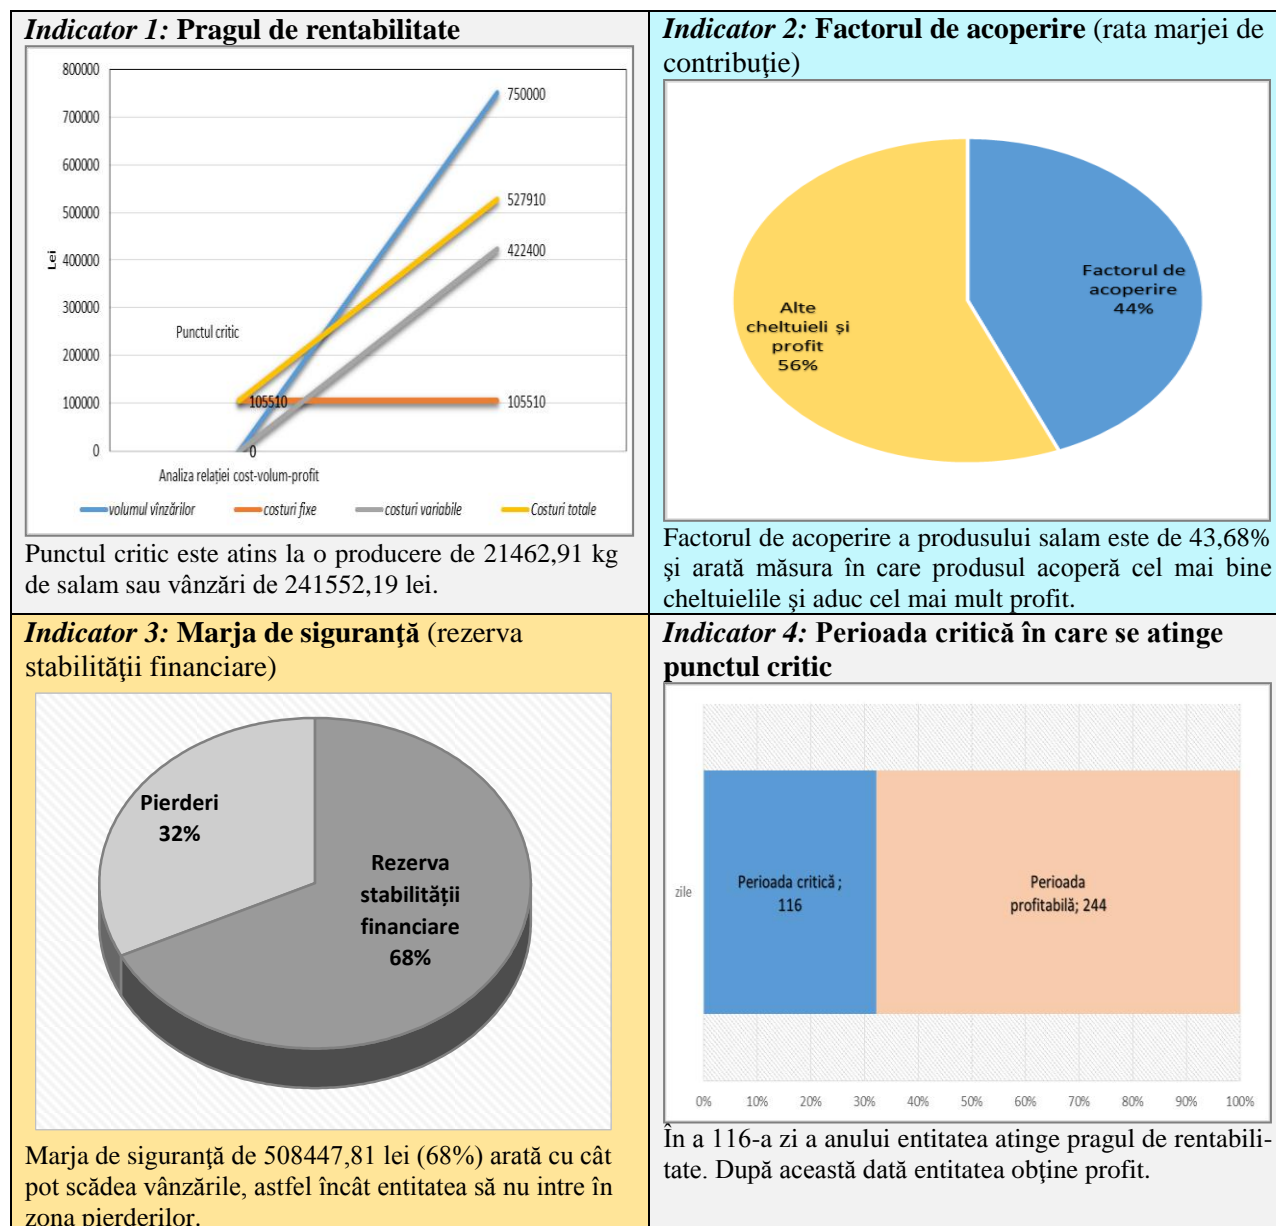 Indicator 1: Pragul de rentabilitate
800000
700000
600000
500000
400000
300000
200000
100000
0
Lei
750000
527910
422400
Punctul critic
105510
105510
0
Analiza relației cost-volum-profit
volumul vînzărilor
costuri fixe
costuri variabile
Costuri totale
Punctul critic este atins la o producere de 21462,91 kg
de salam sau vânzări de 241552,19 lei.
Indicator 2: Factorul de acoperire (rata marjei de
contribuţie)
Factorul de
acoperire
44%
Alte
cheltuieli și
profit
56%
Factorul de acoperire a produsului salam este de 43,68%
şi arată măsura în care produsul acoperă cel mai bine
cheltuielile şi aduc cel mai mult profit.
Indicator 3: Marja de siguranţă (rezerva
stabilităţii financiare)
Pierderi
32%
Rezerva
stabilității
financiare
68%
Marja de siguranţă de 508447,81 lei (68%) arată cu cât
pot scădea vânzările, astfel încât entitatea să nu intre în
zona pierderilor.
Indicator 4: Perioada critică în care se atinge
punctul critic
zile
Perioada critică ;
116
Perioada
profitabilă; 244
0% 10% 20% 30% 40% 50% 60% 70% 80% 90% 100%
În a 116-a zi a anului entitatea atinge pragul de rentabili-
tate. După această dată entitatea obţine profit.